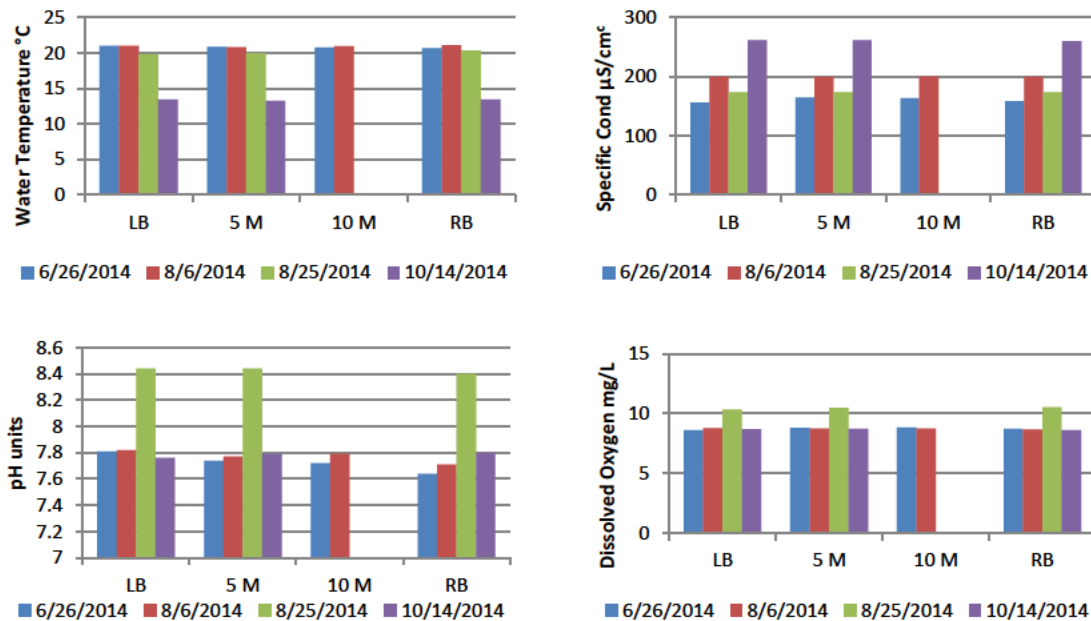 Water Temperature °C
25
20
15
10
5
0
LB 5 M 10 M RB
6/26/2014 8/6/2014 8/25/2014 10/14/2014
Specific Cond µS/cmᶜ
300
200
100
0
LB 5 M 10 M RB
6/26/2014 8/6/2014 8/25/2014 10/14/2014
pH units
8.6
8.4
8.2
8
7.8
7.6
7.4
7.2
7
LB 5 M 10 M RB
6/26/2014 8/6/2014 8/25/2014 10/14/2014
Dissolved Oxygen mg/L
15
10
5
0
LB 5 M 10 M RB
6/26/2014 8/6/2014 8/25/2014 10/14/2014